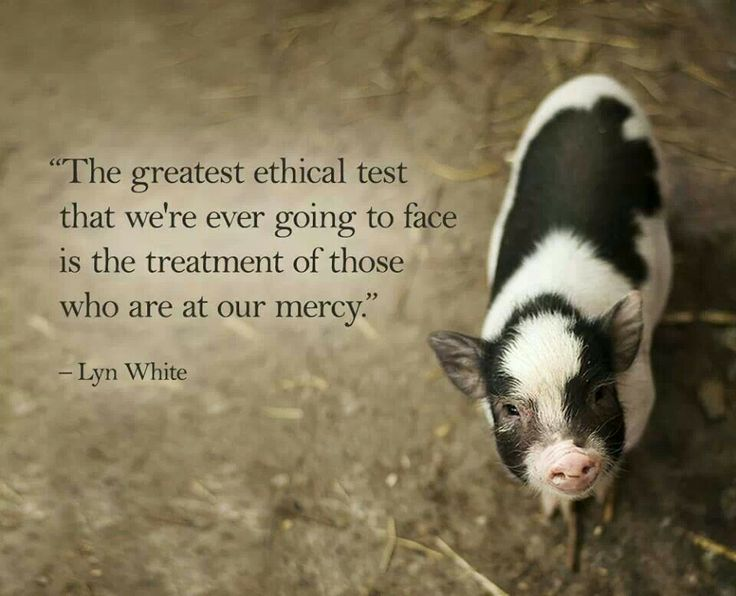 “The greatest ethical test
that we're ever going to face
is the treatment of those
who are at our mercy.”
– Lyn White